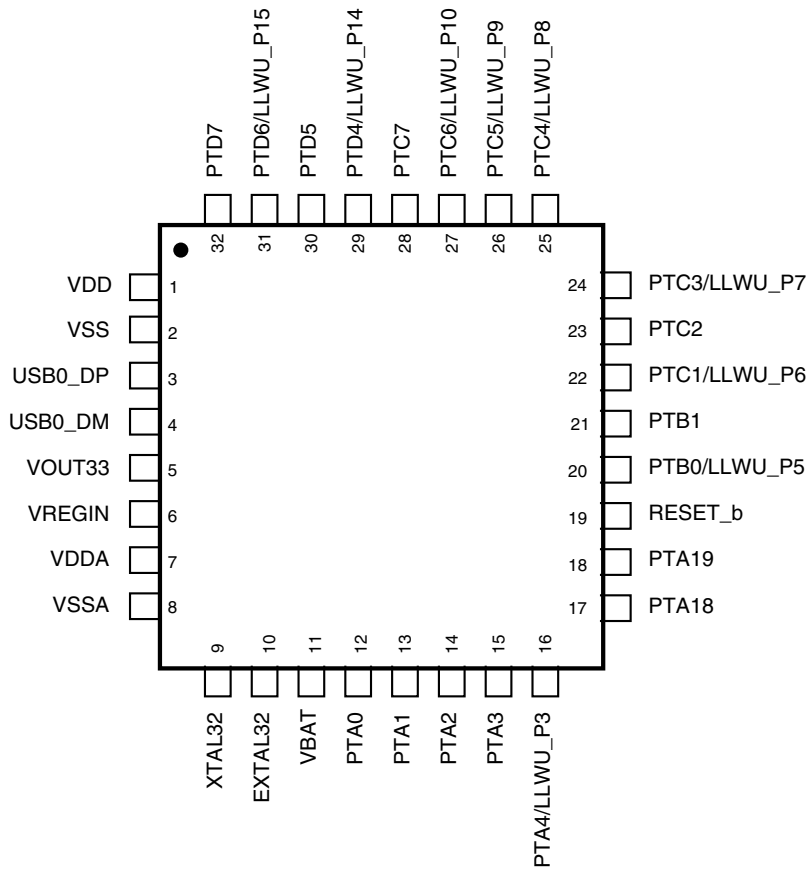 PTD7
PTD6/LLWU_P15
PTD5
PTD4/LLWU_P14
PTC7
PTC6/LLWU_P10
PTC5/LLWU_P9
PTC4/LLWU_P8
32
31
30
29
28
27
26
25
VDD 1
VSS 2
USB0_DP 3
USB0_DM 4
VOUT33 5
VREGIN 6
VDDA 7
VSSA 8
24 PTC3/LLWU_P7
23 PTC2
22 PTC1/LLWU_P6
21 PTB1
20 PTB0/LLWU_P5
19 RESET_b
18 PTA19
17 PTA18
9
10
11
12
13
14
15
16
XTAL32
EXTAL32
VBAT
PTA0
PTA1
PTA2
PTA3
PTA4/LLWU_P3